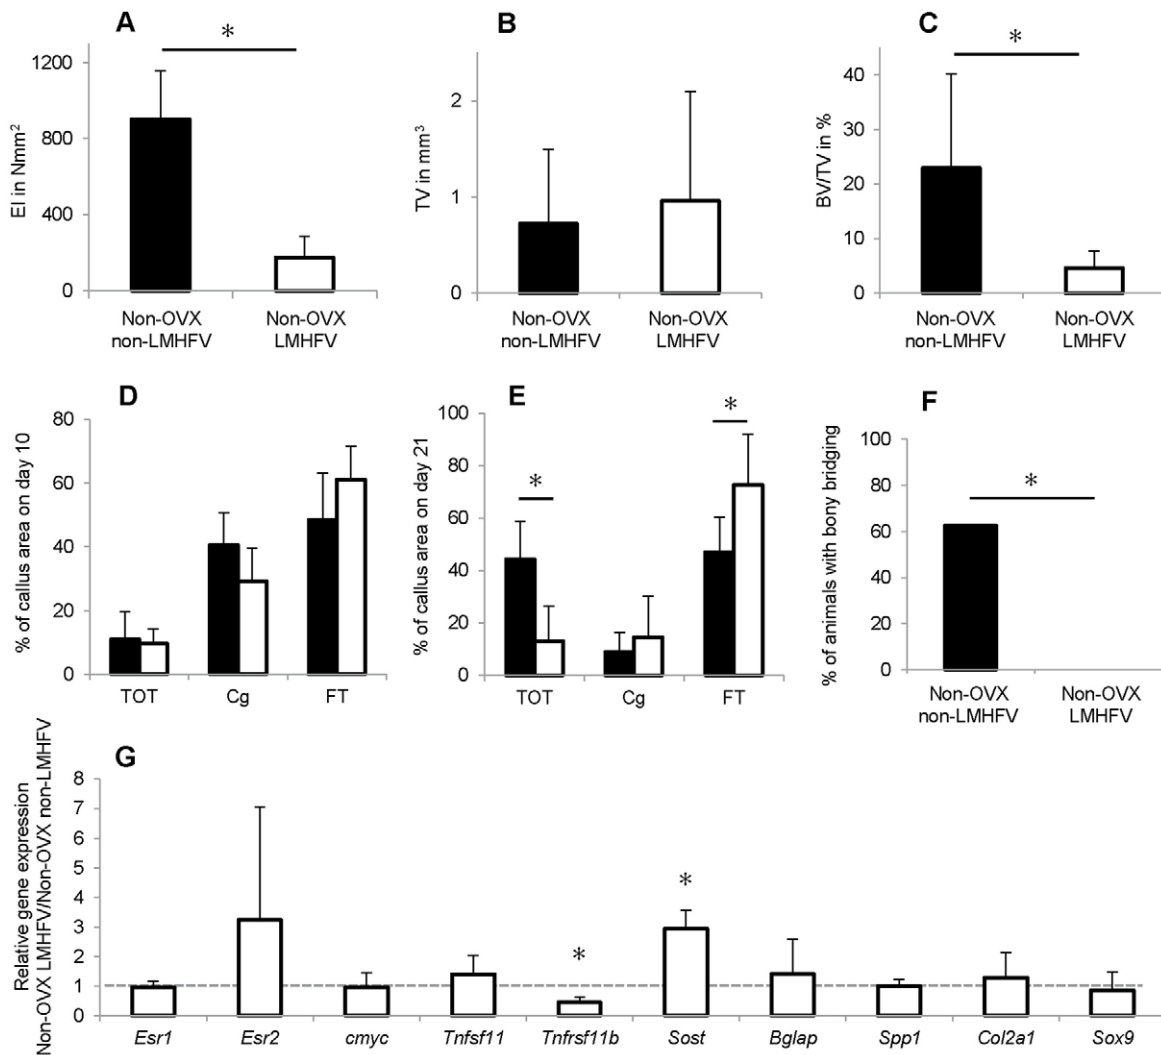 A
*
1200
800
400
0
EI in Nmm²
Non-OVX
non-LMHFV
Non-OVX
LMHFV
B
2
1
0
TV in mm³
Non-OVX
non-LMHFV
Non-OVX
LMHFV
C
*
40
30
20
10
0
BV/TV in %
Non-OVX
non-LMHFV
Non-OVX
LMHFV
D
80
60
40
20
0
% of callus area on day 10
TOT Cg FT
E
*
*
100
80
60
40
20
0
% of callus area on day 21
TOT Cg FT
F
*
100
80
60
40
20
0
% of animals with bony bridging
Non-OVX
non-LMHFV
Non-OVX
LMHFV
G
8
7
6
5
4
3
2
1
0
Relative gene expression
Non-OVX LMHFV/Non-OVX non-LMHFV
*
*
Esr1 Esr2 cmyc Tnfsf11 Tnfrsf11b Sost Bglap Spp1 Col2a1 Sox9